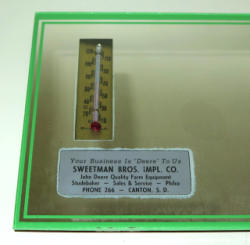 Your Business Is "Deere" To Us
SWEETMAN BROS. IMPL. CO.
John Deere Quality Farm Equipment
Studebaker — Sales & Service — Philco
PHONE 266 — CANTON, S. D.